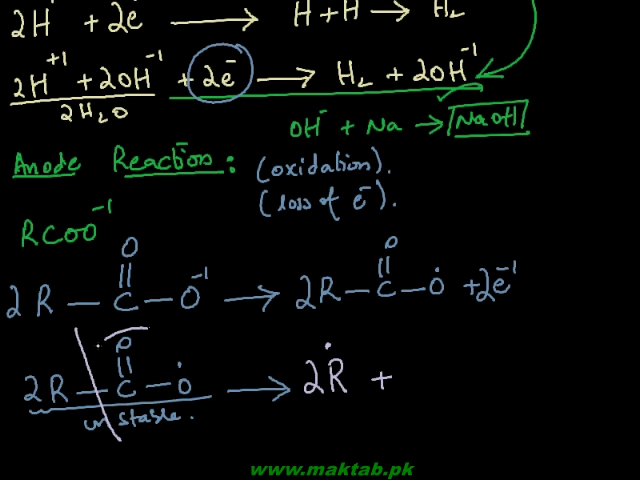 2H + 2e⁻ → H + H → H₂
2H⁺¹ + 2OH⁻¹ + 2e⁻ → H₂ + 2OH⁻¹
2H₂O
OH⁻ + Na → NaOH
Anode Reaction: (oxidation).
(loss of e⁻).
RCOO⁻¹
O O
|| ||
2R — C — O⁻¹ → 2R — C — O• + 2e⁻¹
O
||
2R — C — O• → 2R• +
unstable.
www.maktab.pk